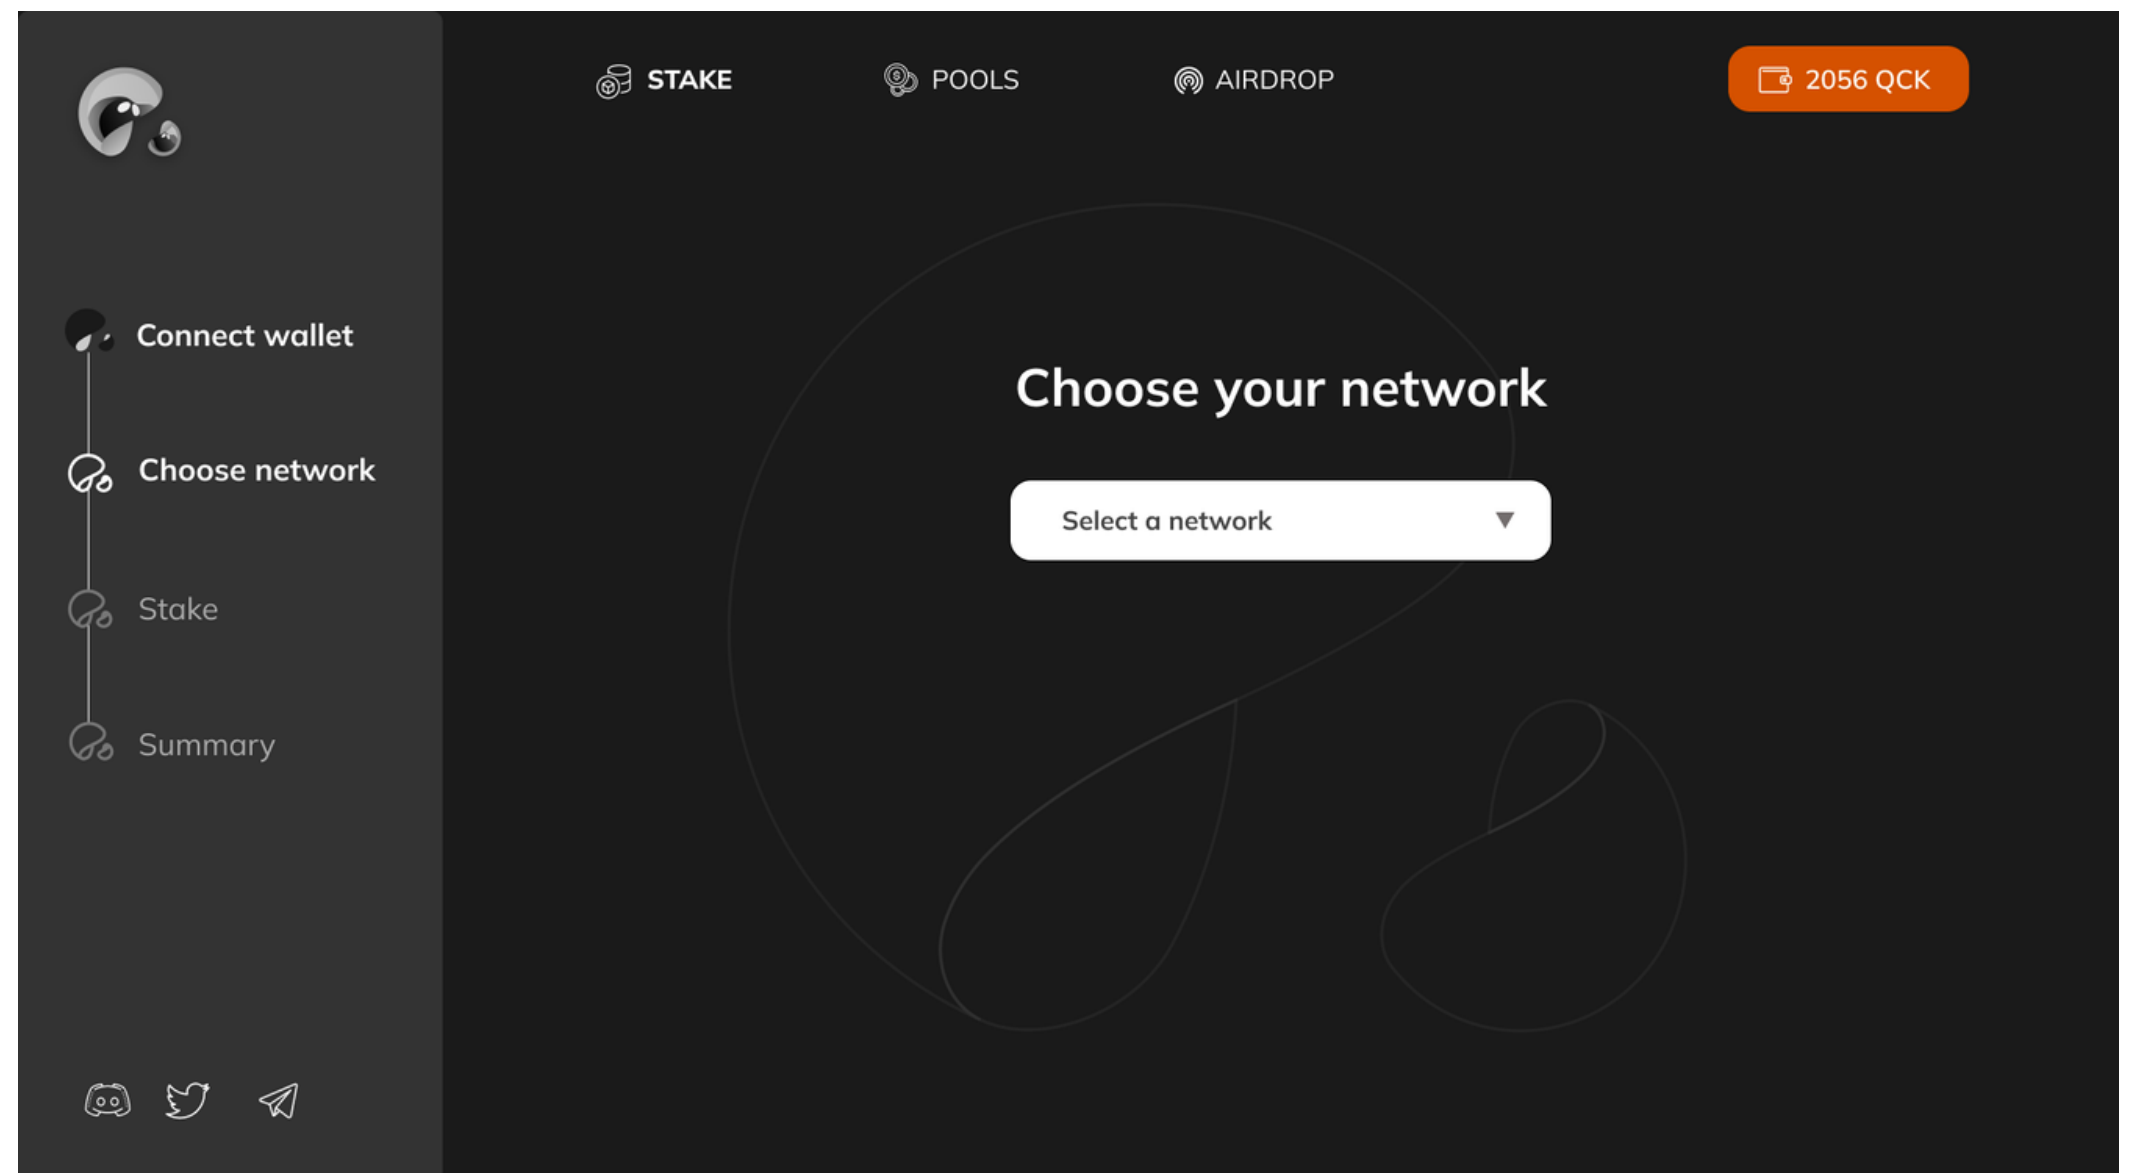 STAKE
POOLS
AIRDROP
2056 QCK
Connect wallet
Choose network
Stake
Summary
Choose your network
Select a network